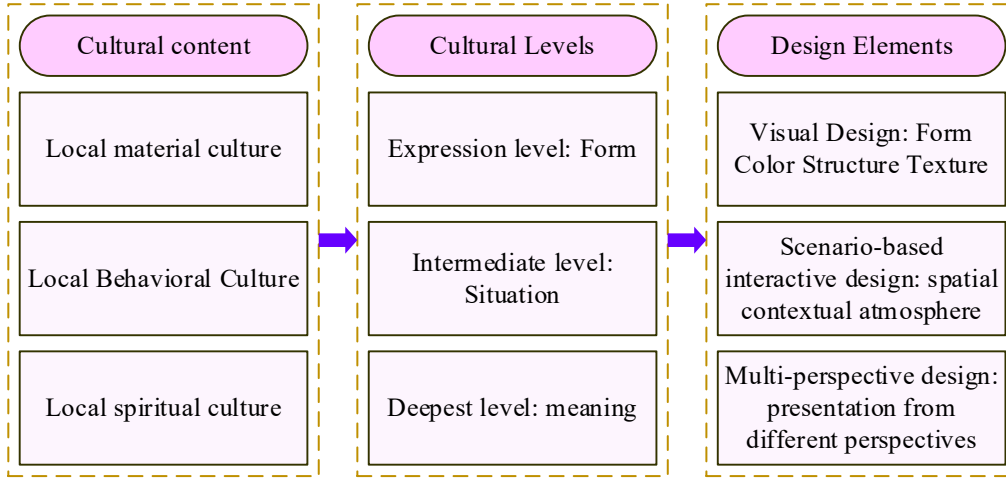 Cultural content
Local material culture
Local Behavioral Culture
Local spiritual culture
Cultural Levels
Expression level: Form
Intermediate level:
Situation
Deepest level: meaning
Design Elements
Visual Design: Form
Color Structure Texture
Scenario-based
interactive design: spatial
contextual atmosphere
Multi-perspective design:
presentation from
different perspectives